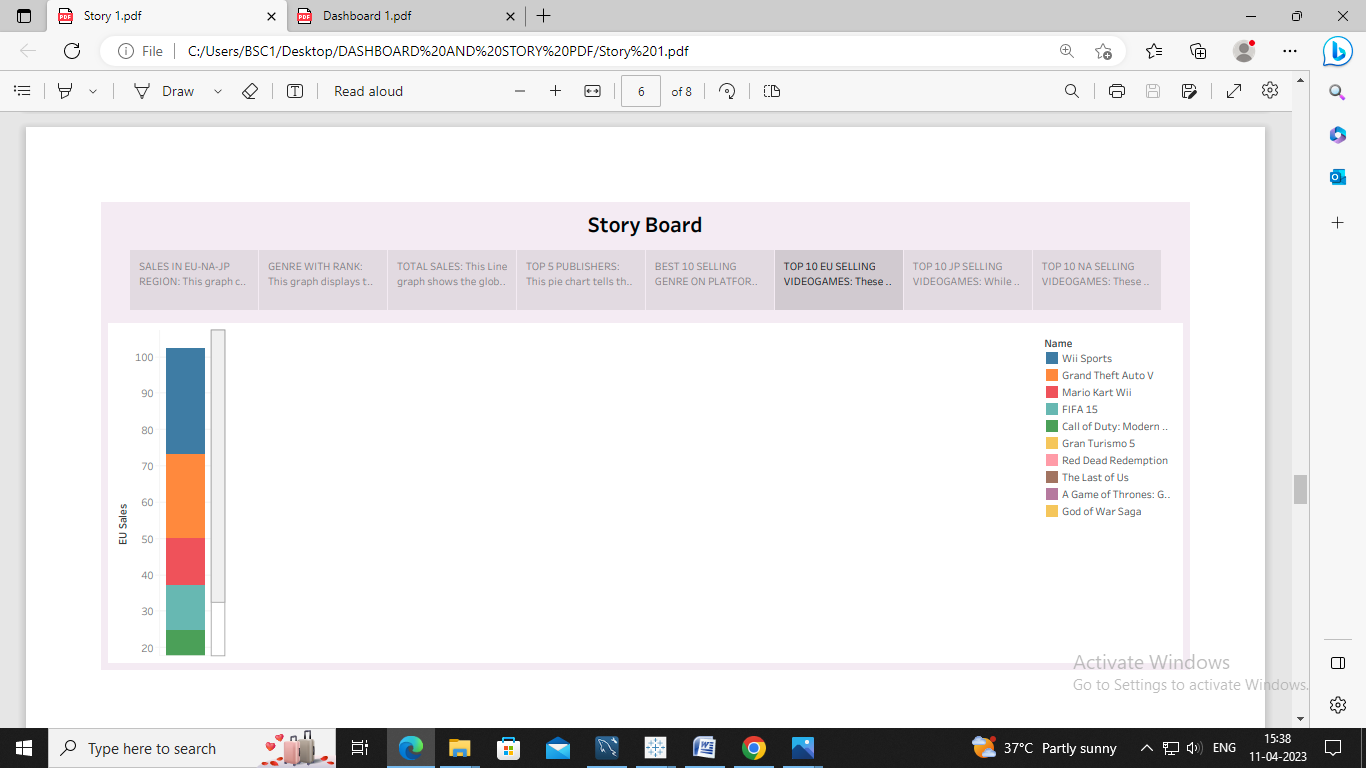 Story 1.pdf
Dashboard 1.pdf
File
C:/Users/BSC1/Desktop/DASHBOARD%20AND%20STORY%20PDF/Story%201.pdf
Draw
Read aloud
6 of 8
Story Board
SALES IN EU-NA-JP
REGION: This graph c..
GENRE WITH RANK:
This graph displays t..
TOTAL SALES: This Line
graph shows the glob..
TOP 5 PUBLISHERS:
This pie chart tells th..
BEST 10 SELLING
GENRE ON PLATFOR..
TOP 10 EU SELLING
VIDEOGAMES: These ..
TOP 10 JP SELLING
VIDEOGAMES: While ..
TOP 10 NA SELLING
VIDEOGAMES: These ..
100
90
80
70
60
50
40
30
20
EU Sales
Name
Wii Sports
Grand Theft Auto V
Mario Kart Wii
FIFA 15
Call of Duty: Modern ..
Gran Turismo 5
Red Dead Redemption
The Last of Us
A Game of Thrones: G..
God of War Saga
Activate Windows
Go to Settings to activate Windows.
Type here to search
37°C Partly sunny
ENG
15:38
11-04-2023